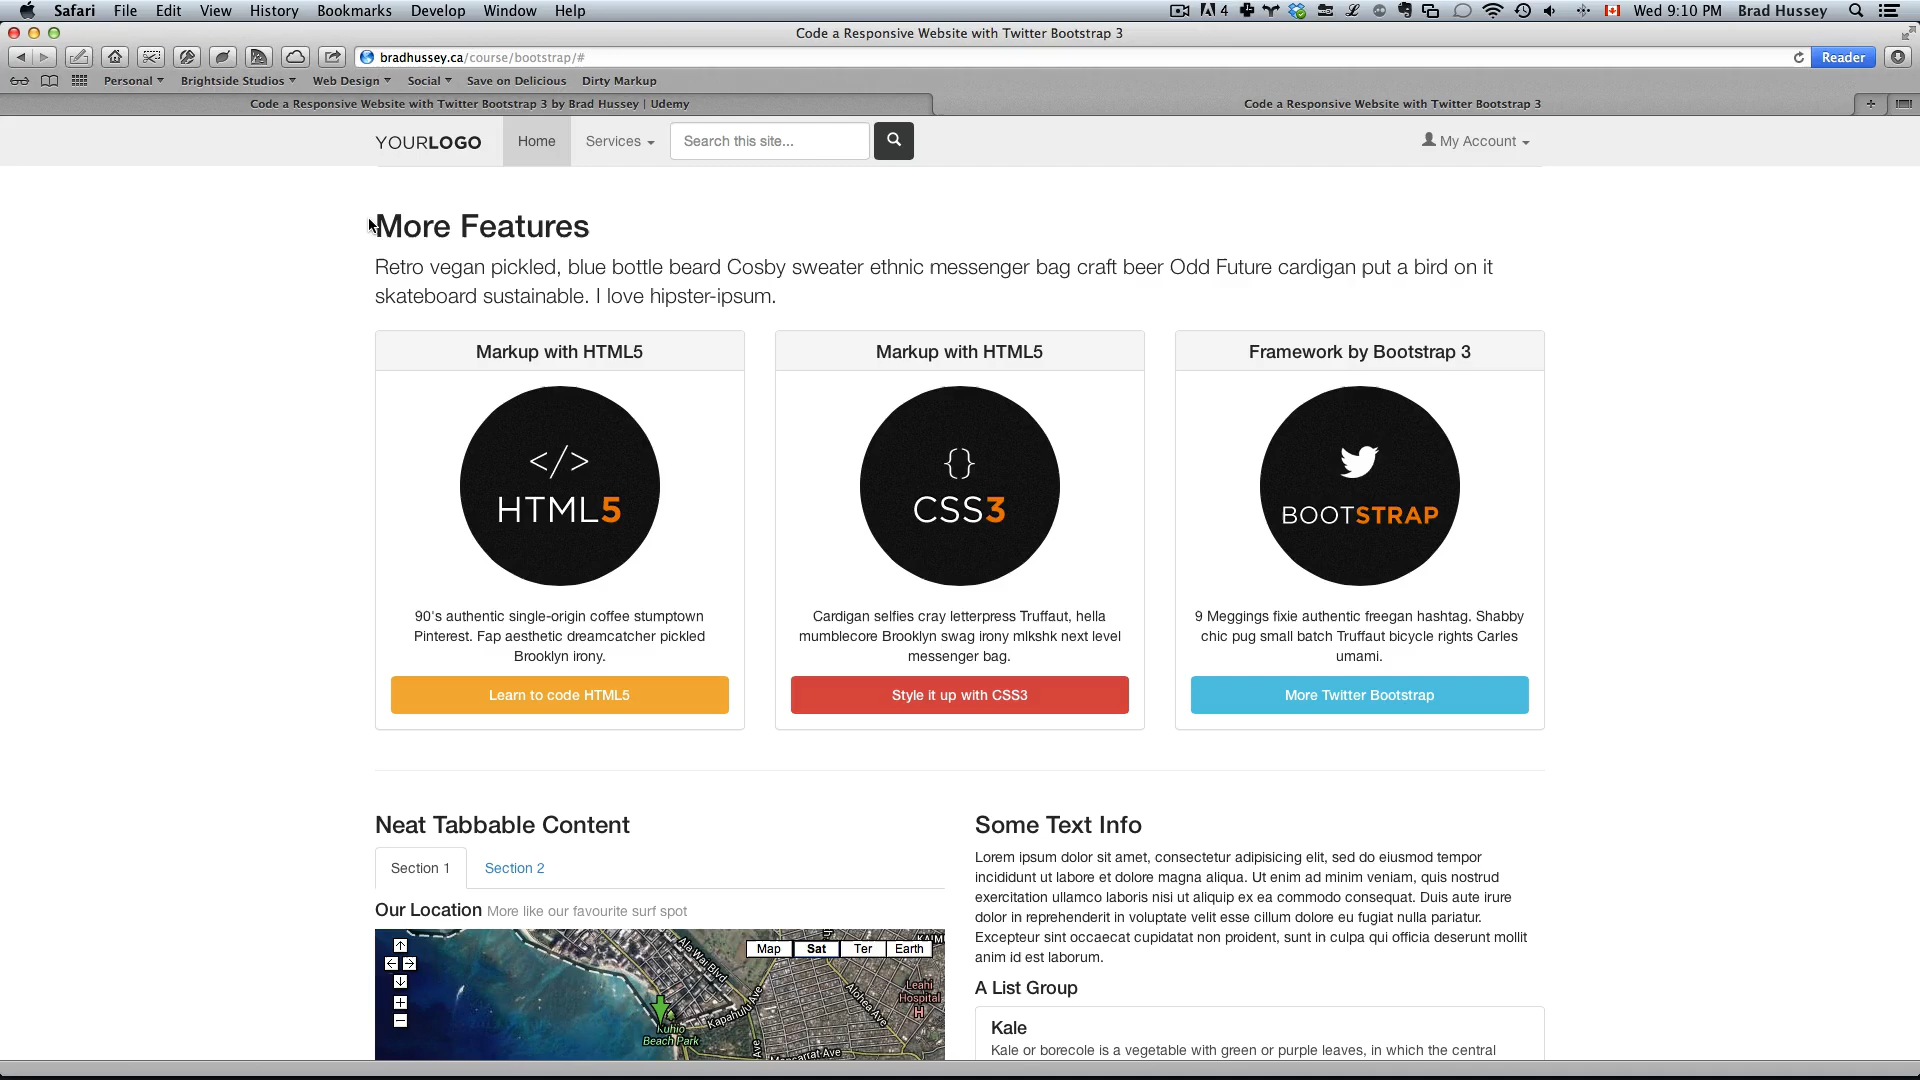 Safari File Edit View History Bookmarks Develop Window Help 4 Wed 9:10 PM Brad Hussey
Code a Responsive Website with Twitter Bootstrap 3
bradhussey.ca/course/bootstrap/# Reader
Personal Brightside Studios Web Design Social Save on Delicious Dirty Markup
Code a Responsive Website with Twitter Bootstrap 3 by Brad Hussey | Udemy Code a Responsive Website with Twitter Bootstrap 3
YOURLOGO Home Services Search this site... My Account
More Features
Retro vegan pickled, blue bottle beard Cosby sweater ethnic messenger bag craft beer Odd Future cardigan put a bird on it
skateboard sustainable. I love hipster-ipsum.
Markup with HTML5
</>
HTML5
90's authentic single-origin coffee stumptown
Pinterest. Fap aesthetic dreamcatcher pickled
Brooklyn irony.
Learn to code HTML5
Markup with HTML5
{}
CSS3
Cardigan selfies cray letterpress Truffaut, hella
mumblecore Brooklyn swag irony mlkshk next level
messenger bag.
Style it up with CSS3
Framework by Bootstrap 3
BOOTSTRAP
9 Meggings fixie authentic freegan hashtag. Shabby
chic pug small batch Truffaut bicycle rights Carles
umami.
More Twitter Bootstrap
Neat Tabbable Content
Section 1 Section 2
Our Location More like our favourite surf spot
Map Sat Ter Earth
Ala Wai Blvd
Leahi
Hospital
H
Kapahulu Ave
Alohea Ave
Kuhio
Beach Park
Ave
Some Text Info
Lorem ipsum dolor sit amet, consectetur adipisicing elit, sed do eiusmod tempor
incididunt ut labore et dolore magna aliqua. Ut enim ad minim veniam, quis nostrud
exercitation ullamco laboris nisi ut aliquip ex ea commodo consequat. Duis aute irure
dolor in reprehenderit in voluptate velit esse cillum dolore eu fugiat nulla pariatur.
Excepteur sint occaecat cupidatat non proident, sunt in culpa qui officia deserunt mollit
anim id est laborum.
A List Group
Kale
Kale or borecole is a vegetable with green or purple leaves, in which the central